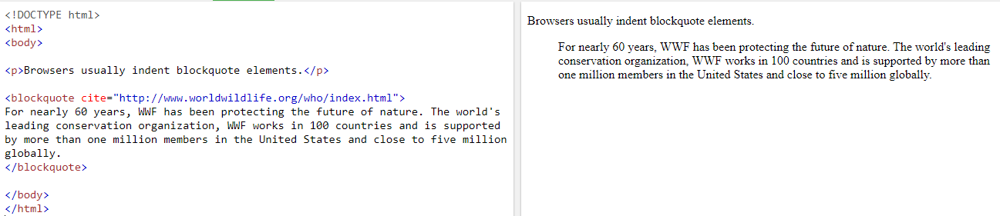 <!DOCTYPE html>
<html>
<body>
<p>Browsers usually indent blockquote elements.</p>
<blockquote cite="http://www.worldwildlife.org/who/index.html">
For nearly 60 years, WWF has been protecting the future of nature. The world's
leading conservation organization, WWF works in 100 countries and is supported
by more than one million members in the United States and close to five million
globally.
</blockquote>
</body>
</html>
Browsers usually indent blockquote elements.
For nearly 60 years, WWF has been protecting the future of nature. The world's leading
conservation organization, WWF works in 100 countries and is supported by more than
one million members in the United States and close to five million globally.